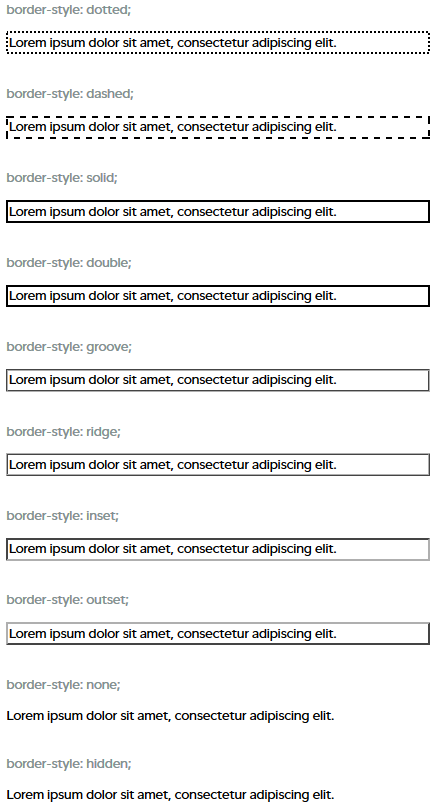 border-style: dotted;
Lorem ipsum dolor sit amet, consectetur adipiscing elit.
border-style: dashed;
Lorem ipsum dolor sit amet, consectetur adipiscing elit.
border-style: solid;
Lorem ipsum dolor sit amet, consectetur adipiscing elit.
border-style: double;
Lorem ipsum dolor sit amet, consectetur adipiscing elit.
border-style: groove;
Lorem ipsum dolor sit amet, consectetur adipiscing elit.
border-style: ridge;
Lorem ipsum dolor sit amet, consectetur adipiscing elit.
border-style: inset;
Lorem ipsum dolor sit amet, consectetur adipiscing elit.
border-style: outset;
Lorem ipsum dolor sit amet, consectetur adipiscing elit.
border-style: none;
Lorem ipsum dolor sit amet, consectetur adipiscing elit.
border-style: hidden;
Lorem ipsum dolor sit amet, consectetur adipiscing elit.